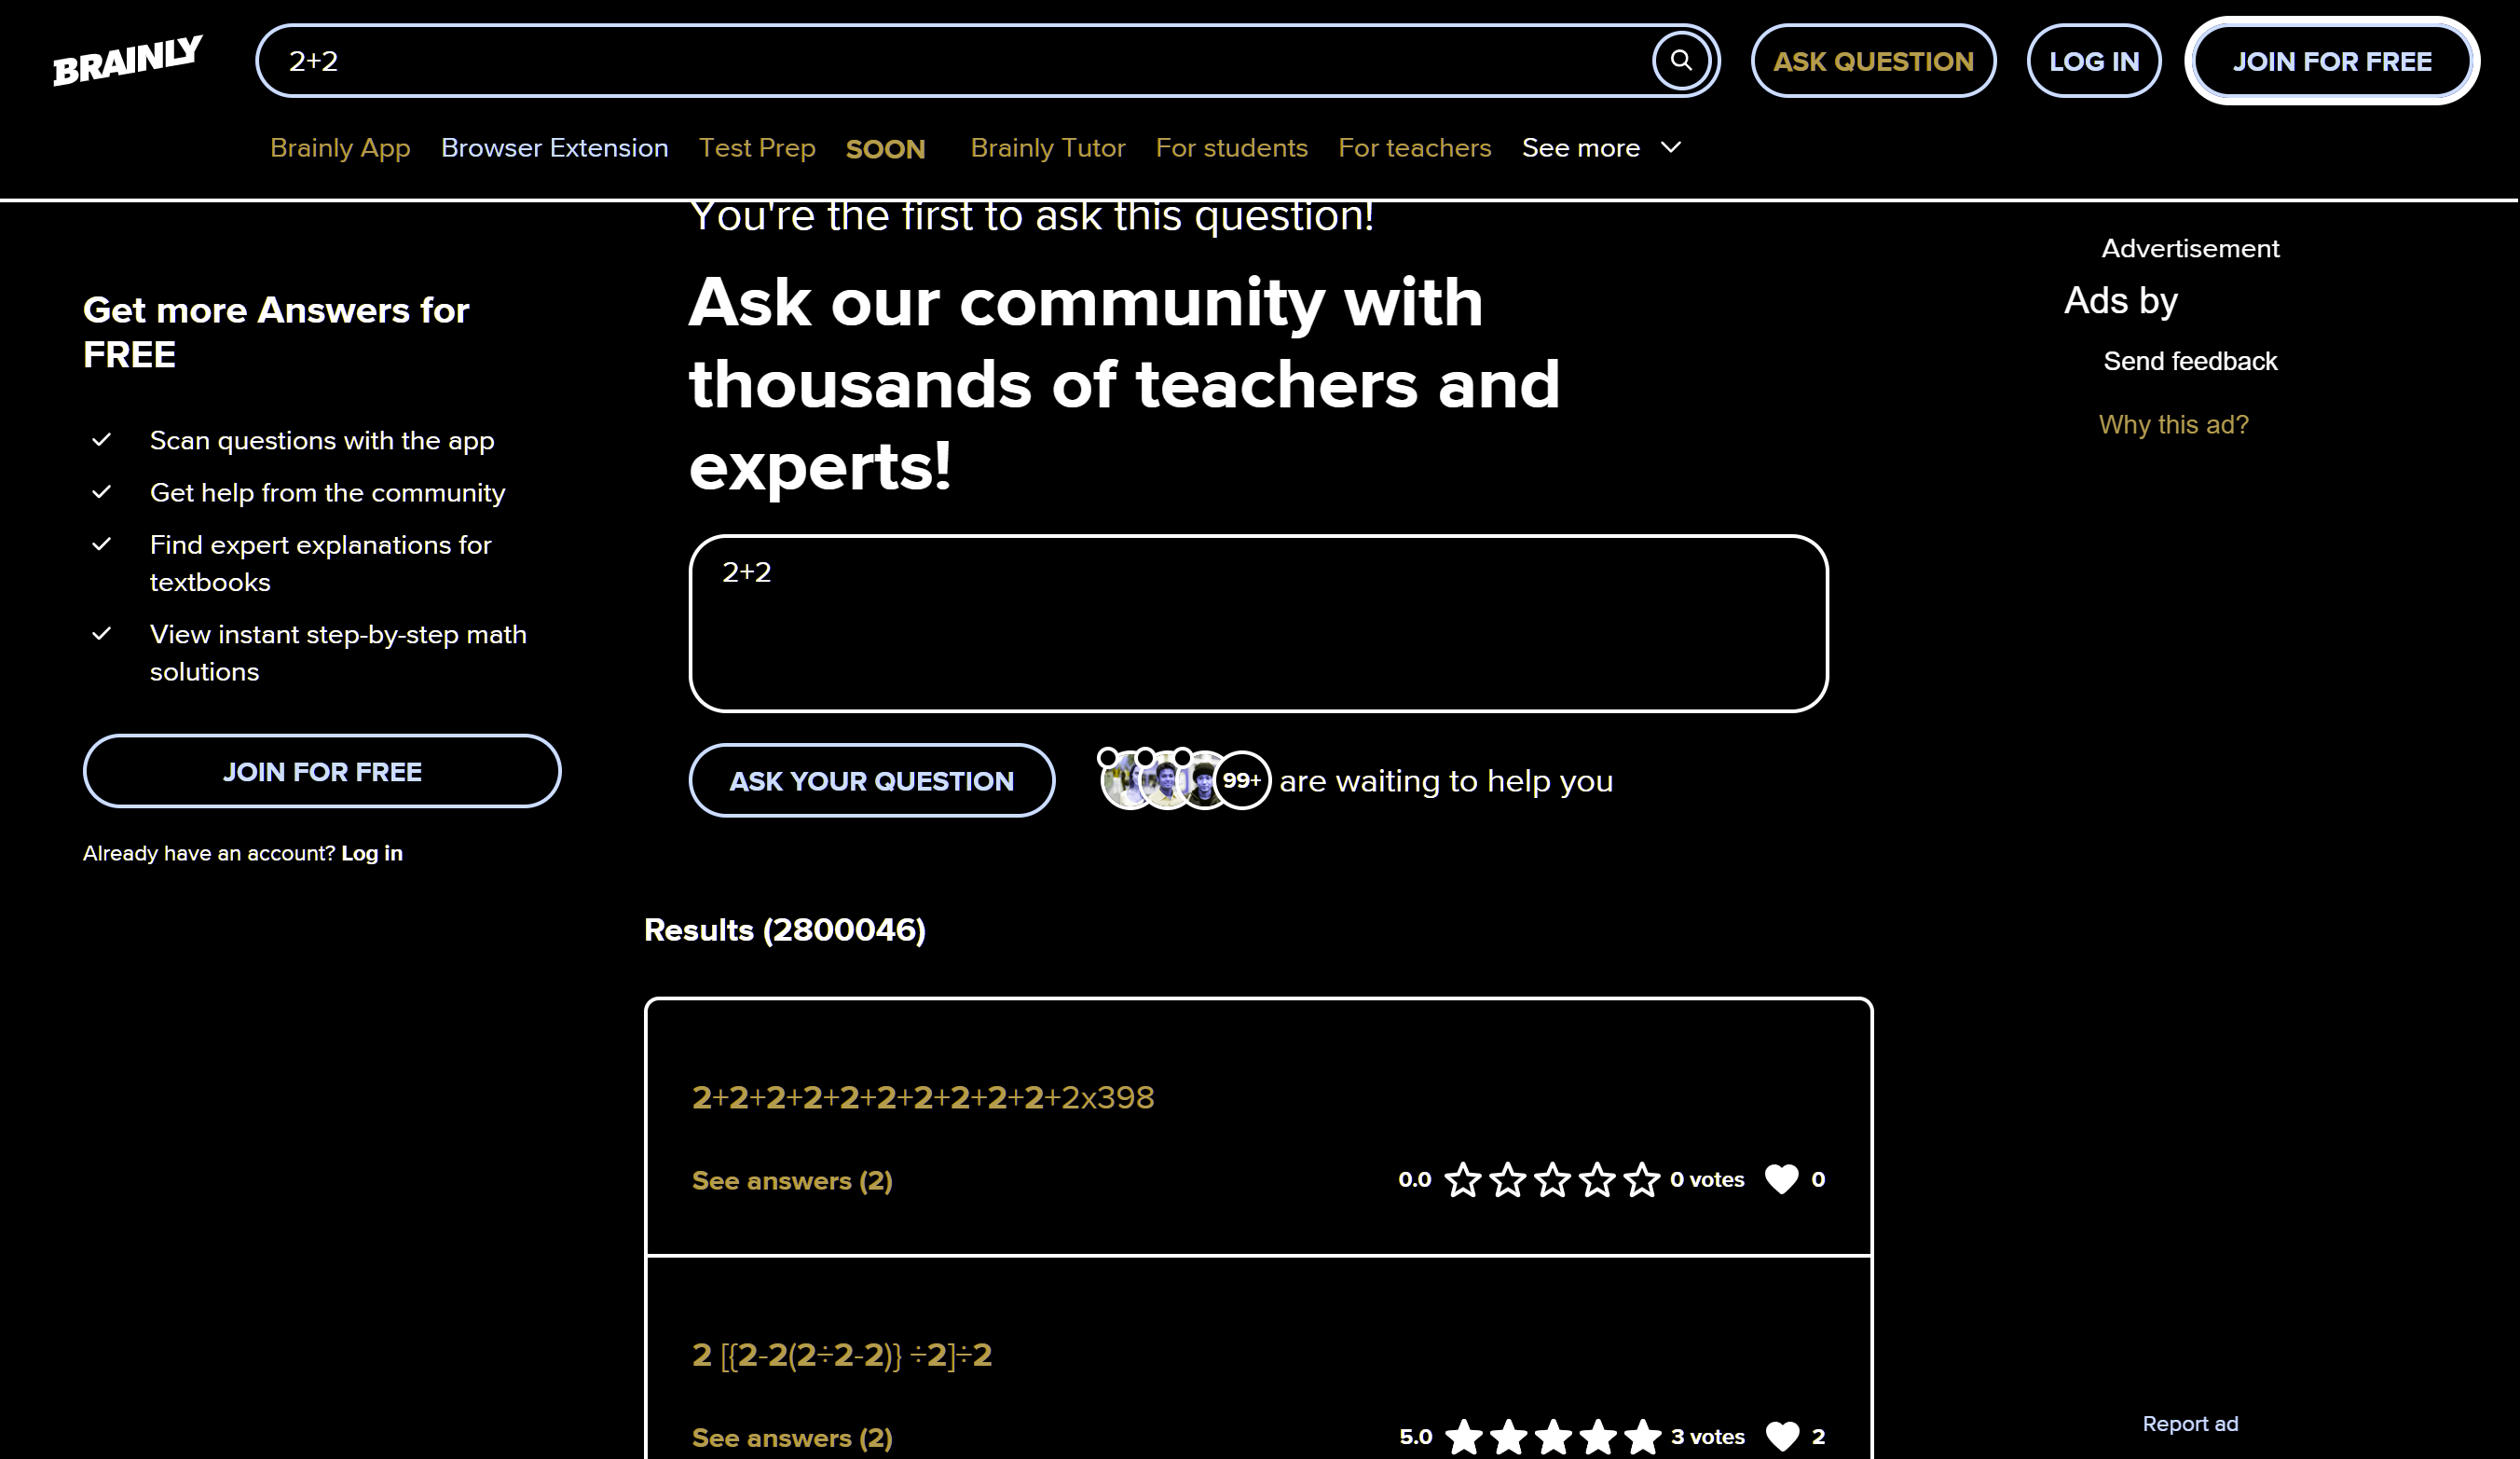 BRAINLY
2+2
ASK QUESTION
LOG IN
JOIN FOR FREE
Brainly App
Browser Extension
Test Prep
SOON
Brainly Tutor
For students
For teachers
See more
You're the first to ask this question!
Ask our community with
thousands of teachers and
experts!
2+2
ASK YOUR QUESTION
99+
are waiting to help you
Get more Answers for
FREE
Scan questions with the app
Get help from the community
Find expert explanations for
textbooks
View instant step-by-step math
solutions
JOIN FOR FREE
Already have an account? Log in
Advertisement
Ads by
Send feedback
Why this ad?
Results (2800046)
2+2+2+2+2+2+2+2+2+2+2x398
See answers (2)
0.0
0 votes
0
2 [{2-2(2÷2-2)} ÷2]÷2
See answers (2)
5.0
3 votes
2
Report ad